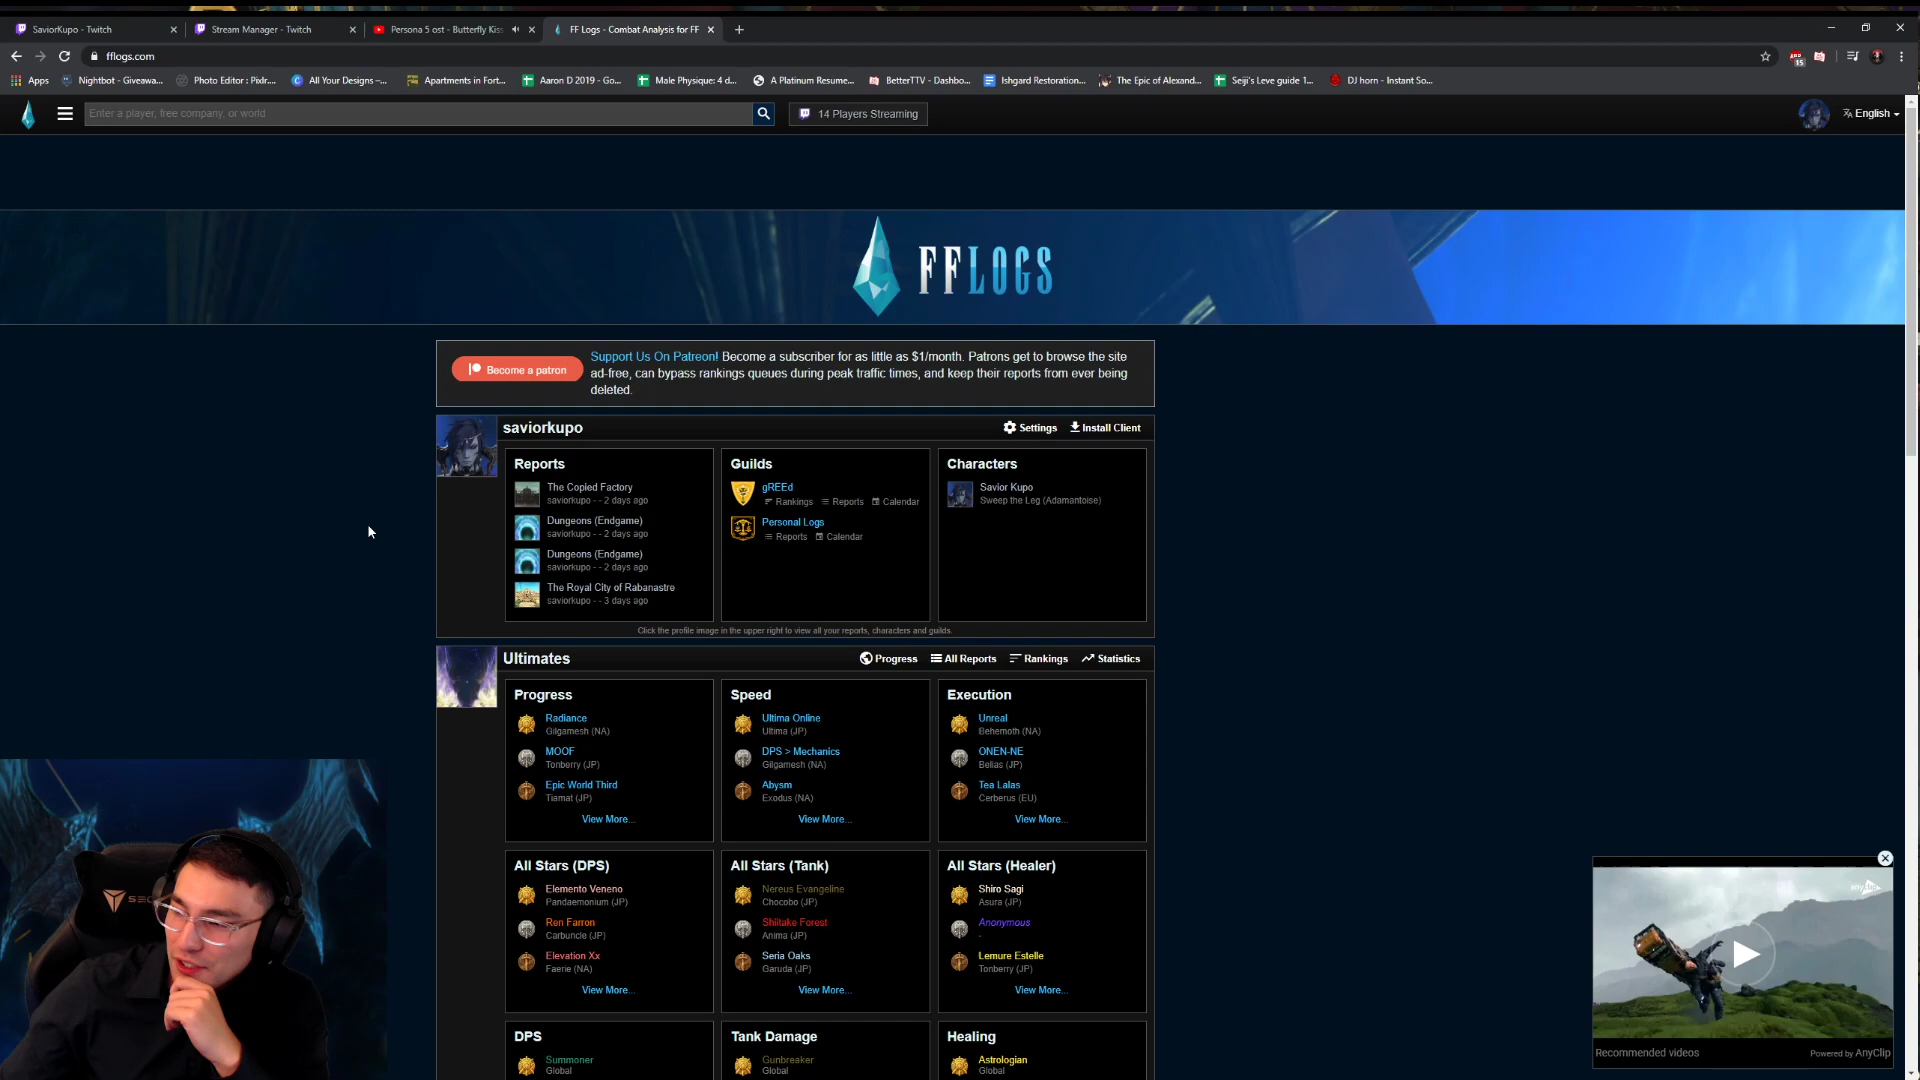 SaviorKupo - Twitch
Stream Manager - Twitch
Persona 5 ost - Butterfly Kiss
FF Logs - Combat Analysis for FF
fflogs.com
15
Apps
Nightbot - Giveawa...
Photo Editor : Pixlr....
All Your Designs –...
Apartments in Fort...
Aaron D 2019 - Go...
Male Physique: 4 d...
A Platinum Resume...
BetterTTV - Dashbo...
Ishgard Restoration...
The Epic of Alexand...
Seiji's Leve guide 1...
DJ horn - Instant So...
Enter a player, free company, or world
14 Players Streaming
English
FFLOGS
Become a patron
Support Us On Patreon! Become a subscriber for as little as $1/month. Patrons get to browse the site
ad-free, can bypass rankings queues during peak traffic times, and keep their reports from ever being
deleted.
saviorkupo
Settings
Install Client
Reports
The Copied Factory
saviorkupo - - 2 days ago
Dungeons (Endgame)
saviorkupo - - 2 days ago
Dungeons (Endgame)
saviorkupo - - 2 days ago
The Royal City of Rabanastre
saviorkupo - - 3 days ago
Guilds
gREEd
Rankings Reports Calendar
Personal Logs
Reports Calendar
Characters
Savior Kupo
Sweep the Leg (Adamantoise)
Click the profile image in the upper right to view all your reports, characters and guilds.
Ultimates
Progress
All Reports
Rankings
Statistics
Progress
Radiance
Gilgamesh (NA)
MOOF
Tonberry (JP)
Epic World Third
Tiamat (JP)
View More...
Speed
Ultima Online
Ultima (JP)
DPS > Mechanics
Gilgamesh (NA)
Abysm
Exodus (NA)
View More...
Execution
Unreal
Behemoth (NA)
ONEN-NE
Belias (JP)
Tea Lalas
Cerberus (EU)
View More...
All Stars (DPS)
Elemento Veneno
Pandaemonium (JP)
Ren Farron
Carbuncle (JP)
Elevation Xx
Faerie (NA)
View More...
All Stars (Tank)
Nereus Evangeline
Chocobo (JP)
Shiitake Forest
Anima (JP)
Seria Oaks
Garuda (JP)
View More...
All Stars (Healer)
Shiro Sagi
Asura (JP)
Anonymous
-
Lemure Estelle
Tonberry (JP)
View More...
DPS
Summoner
Global
Tank Damage
Gunbreaker
Global
Healing
Astrologian
Global
Recommended videos
Powered by AnyClip